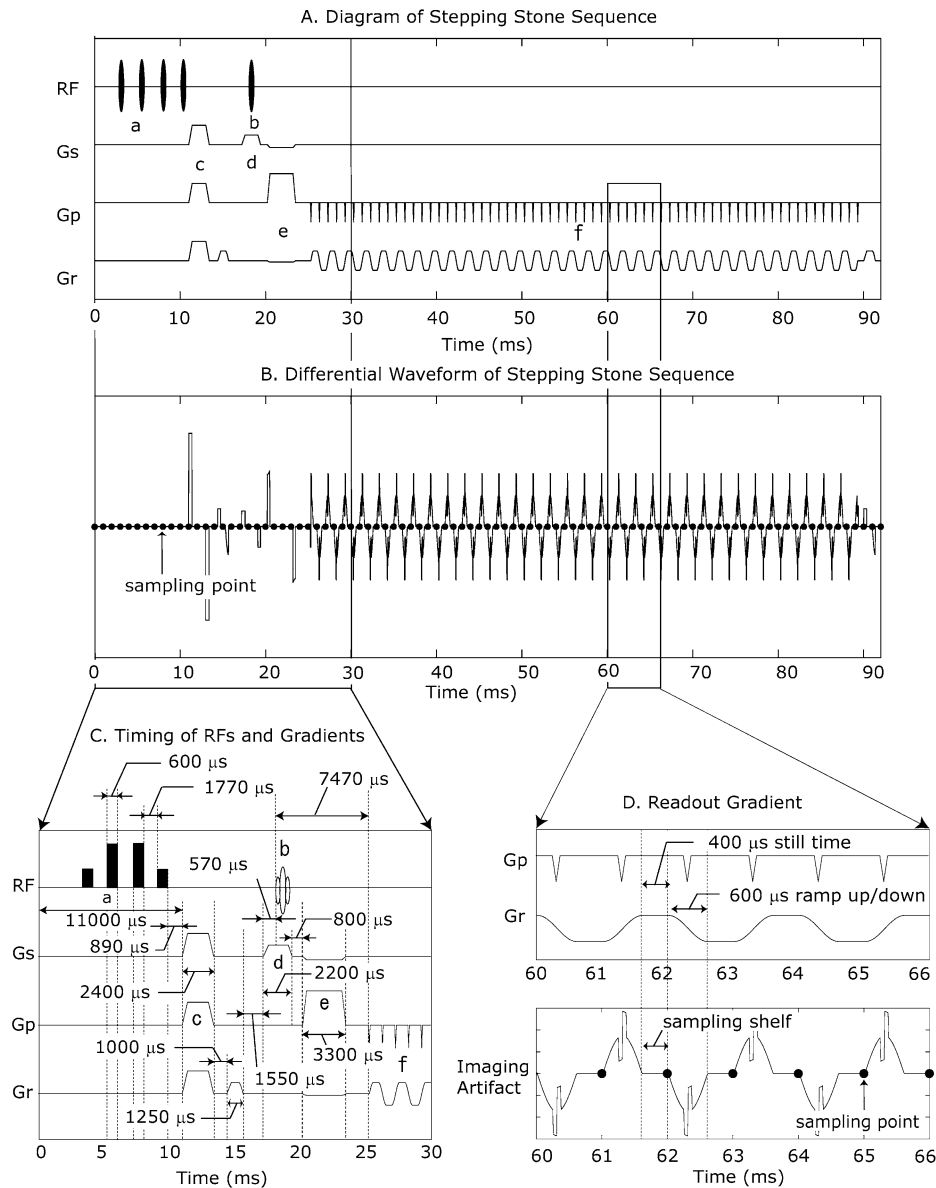 A. Diagram of Stepping Stone Sequence
RF
a
b
Gs
c
d
Gp
e
f
Gr
0 10 20 30 40 50 60 70 80 90
Time (ms)
B. Differential Waveform of Stepping Stone Sequence
sampling point
0 10 20 30 40 50 60 70 80 90
Time (ms)
C. Timing of RFs and Gradients
600 μs
1770 μs
7470 μs
b
570 μs
RF
a
11000 μs
800 μs
890 μs
Gs
d
2400 μs
2200 μs
c
e
Gp
1000 μs
3300 μs
f
1550 μs
Gr
1250 μs
0 5 10 15 20 25 30
Time (ms)
D. Readout Gradient
400 μs still time
Gp
600 μs ramp up/down
Gr
60 61 62 63 64 65 66
sampling shelf
Imaging
Artifact
sampling point
60 61 62 63 64 65 66
Time (ms)